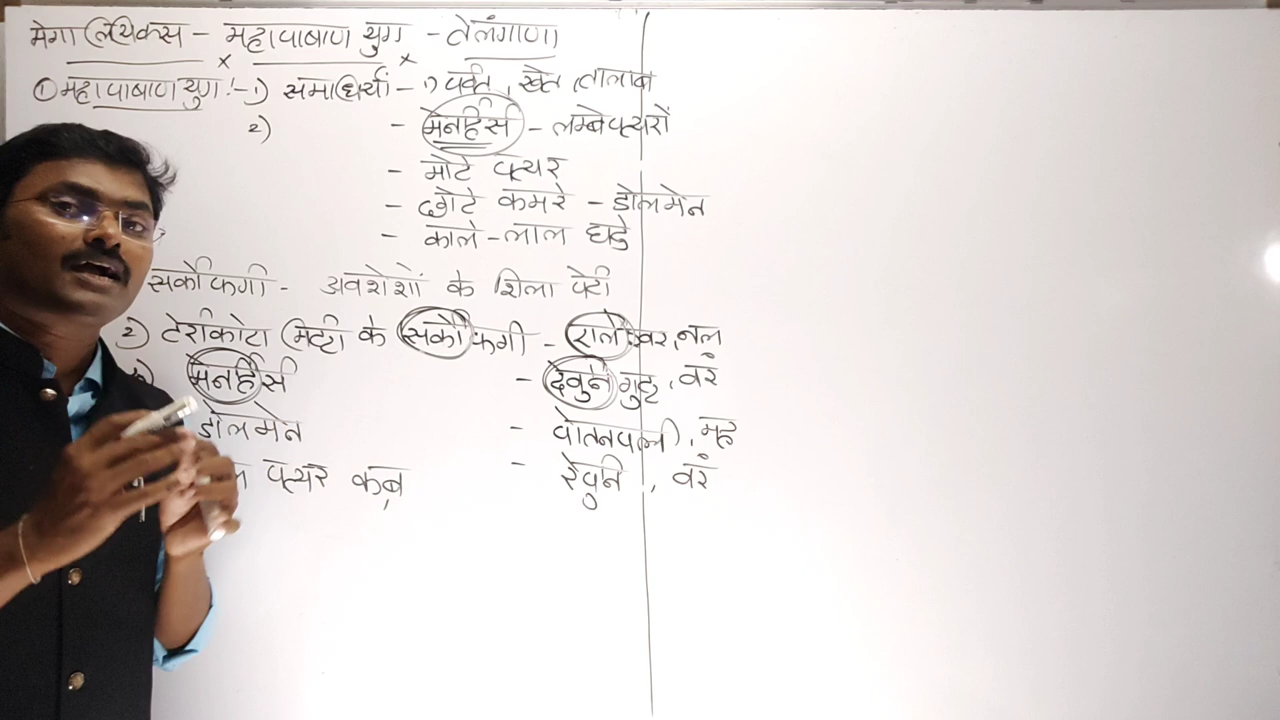 मेगालिथिकस - महापाषाण युग - तेलंगाणा
① महापाषाण युग :- 1) समाधियाँ - 1) पर्वत, खेत, तालाब
2) - मेनहिर्स - लम्बे पत्थरों
- मोटे पत्थर
- छोटे कमरे - डोलमेन
- काले - लाल घडे
सर्कोफगी - अवशेशों के शिला पेटी
2) टेर्राकोटा मिट्टी के सर्कोफगी - रालेश्वर, नल
मेनहिर्स - देवुनिगुट्ट, वरं
डोलमेन - पोतनपल्ली, मह
पत्थर कब्र - रेवुनि, वरं